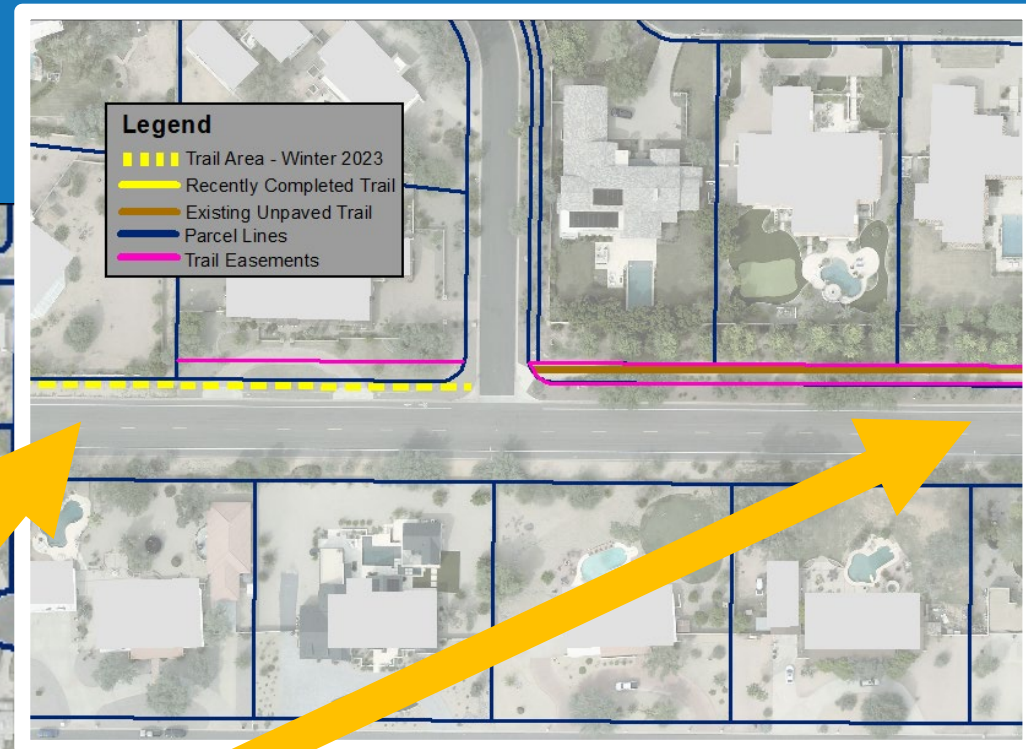 Legend
Trail Area - Winter 2023
Recently Completed Trail
Existing Unpaved Trail
Parcel Lines
Trail Easements